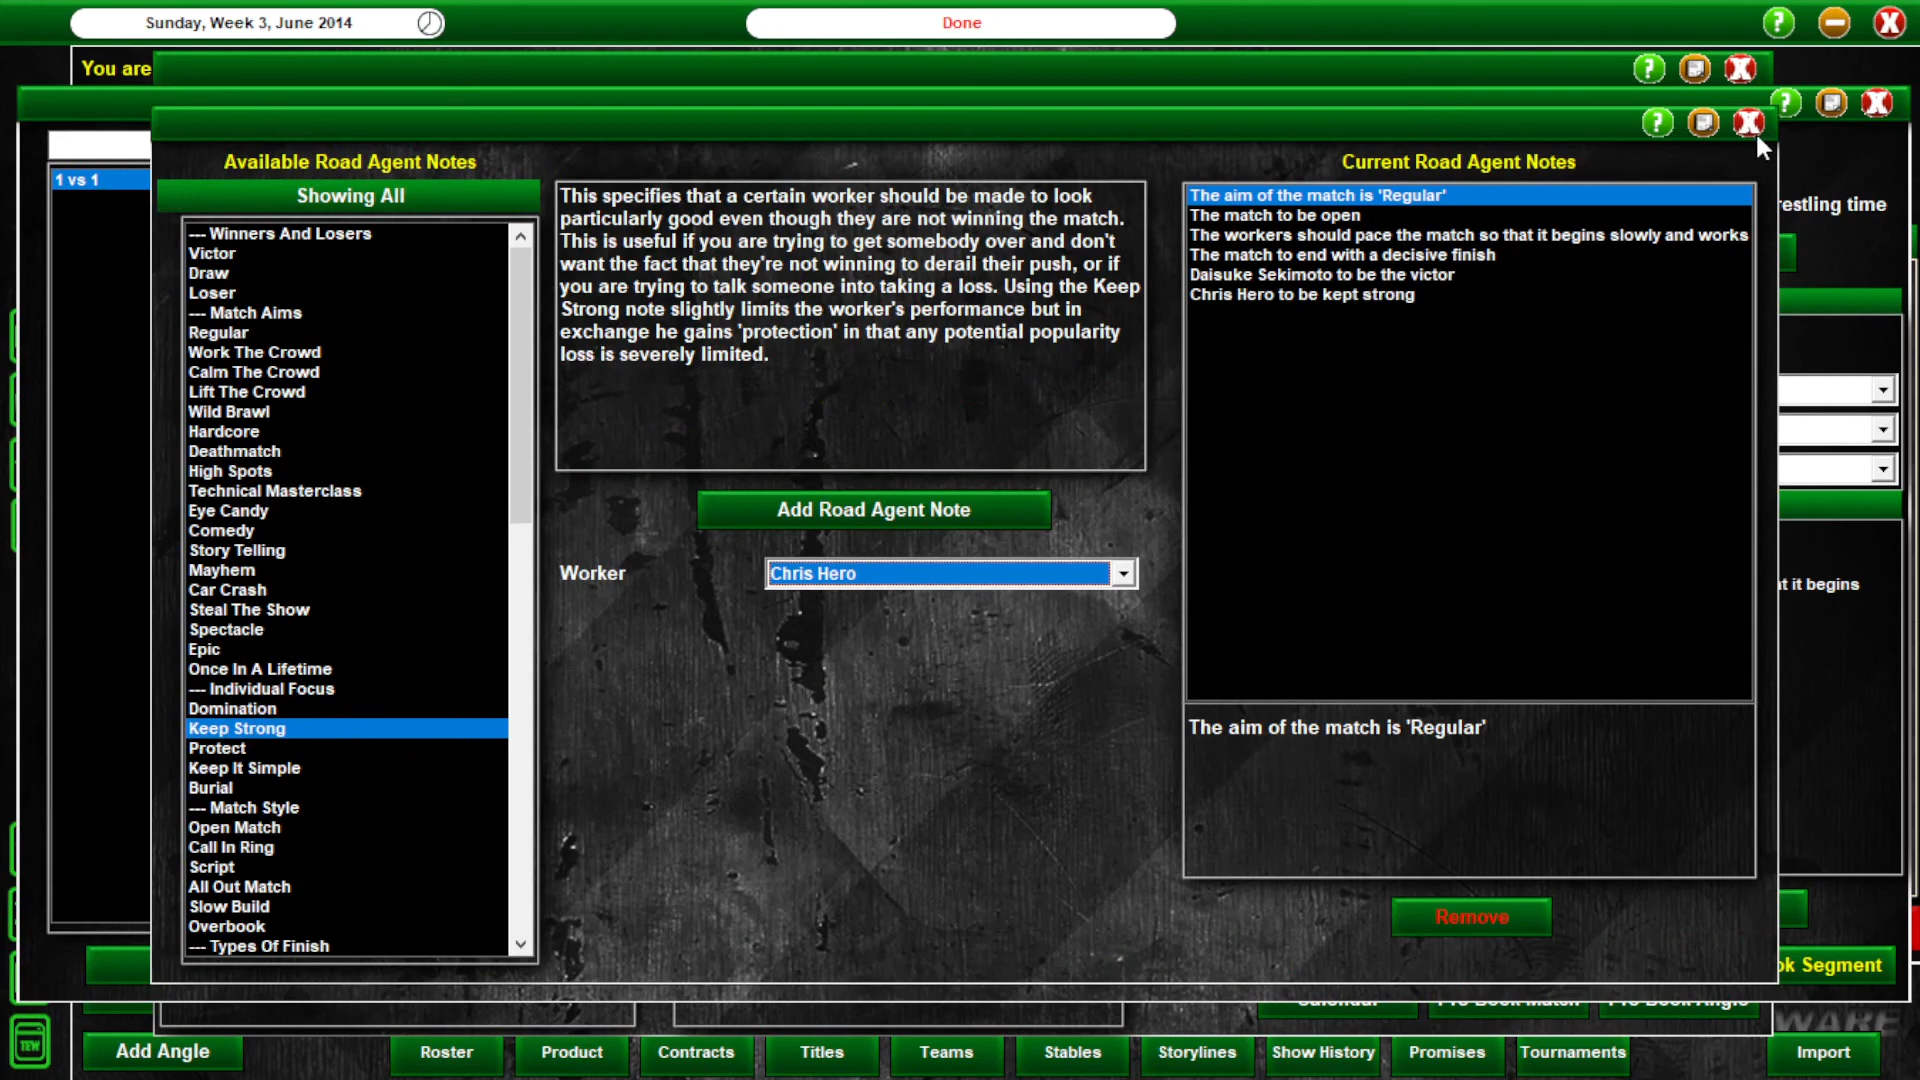 Sunday, Week 3, June 2014
Done
You are
Available Road Agent Notes
Showing All
--- Winners And Losers
Victor
Draw
Loser
--- Match Aims
Regular
Work The Crowd
Calm The Crowd
Lift The Crowd
Wild Brawl
Hardcore
Deathmatch
High Spots
Technical Masterclass
Eye Candy
Comedy
Story Telling
Mayhem
Car Crash
Steal The Show
Spectacle
Epic
Once In A Lifetime
--- Individual Focus
Domination
Keep Strong
Protect
Keep It Simple
Burial
--- Match Style
Open Match
Call In Ring
Script
All Out Match
Slow Build
Overbook
--- Types Of Finish
1 vs 1
This specifies that a certain worker should be made to look
particularly good even though they are not winning the match.
This is useful if you are trying to get somebody over and don't
want the fact that they're not winning to derail their push, or if
you are trying to talk someone into taking a loss. Using the Keep
Strong note slightly limits the worker's performance but in
exchange he gains 'protection' in that any potential popularity
loss is severely limited.
Add Road Agent Note
Worker
Chris Hero
Current Road Agent Notes
The aim of the match is 'Regular'
The match to be open
The workers should pace the match so that it begins slowly and works
The match to end with a decisive finish
Daisuke Sekimoto to be the victor
Chris Hero to be kept strong
The aim of the match is 'Regular'
Remove
restling time
it begins
ok Segment
Calendar
Pre Book Match
Pre Book Angle
WARE
TEW
Add Angle
Roster
Product
Contracts
Titles
Teams
Stables
Storylines
Show History
Promises
Tournaments
Import